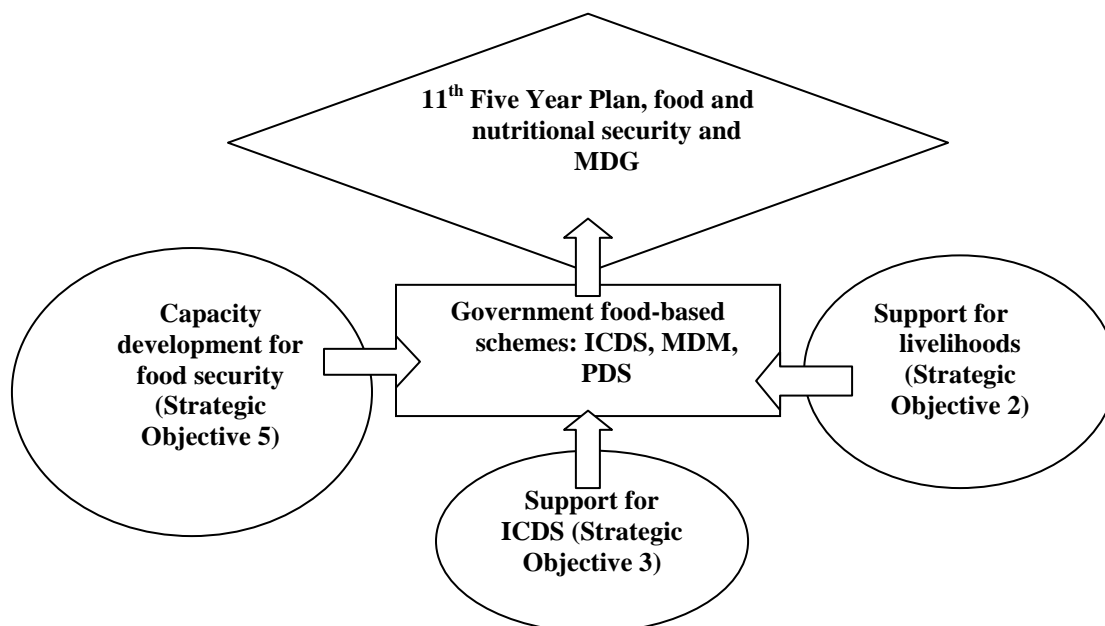 11th Five Year Plan, food and
nutritional security and
MDG
Capacity
development for
food security
(Strategic
Objective 5)
Government food-based
schemes: ICDS, MDM,
PDS
Support for
livelihoods
(Strategic
Objective 2)
Support for
ICDS (Strategic
Objective 3)